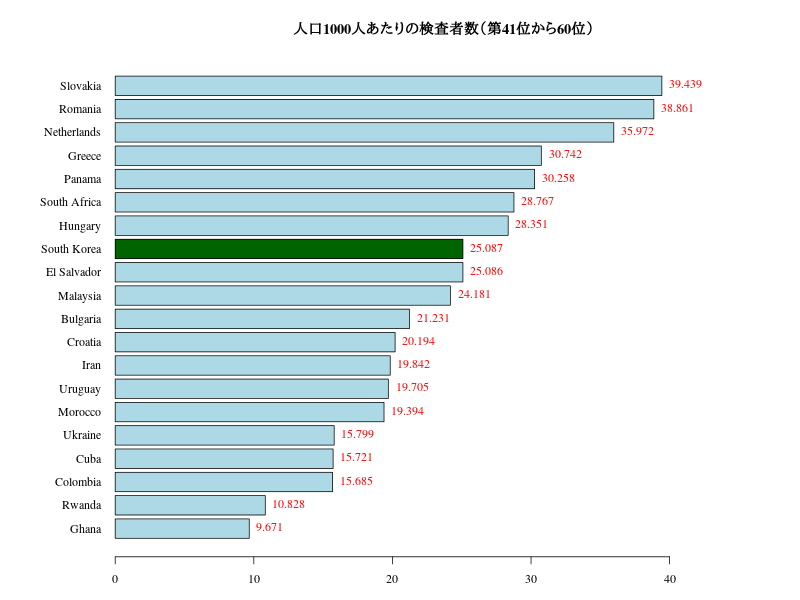 人口1000人あたりの検査者数（第41位から60位）
Slovakia 39.439
Romania 38.861
Netherlands 35.972
Greece 30.742
Panama 30.258
South Africa 28.767
Hungary 28.351
South Korea 25.087
El Salvador 25.086
Malaysia 24.181
Bulgaria 21.231
Croatia 20.194
Iran 19.842
Uruguay 19.705
Morocco 19.394
Ukraine 15.799
Cuba 15.721
Colombia 15.685
Rwanda 10.828
Ghana 9.671
0 10 20 30 40